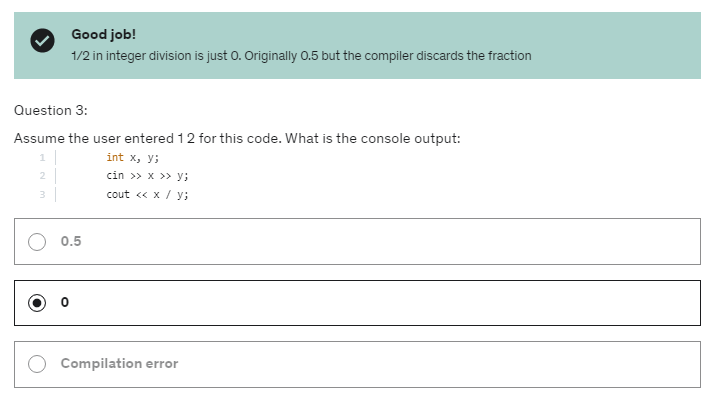 Good job!
1/2 in integer division is just 0. Originally 0.5 but the compiler discards the fraction
Question 3:
Assume the user entered 1 2 for this code. What is the console output:
1 int x, y;
2 cin >> x >> y;
3 cout << x / y;
0.5
0
Compilation error